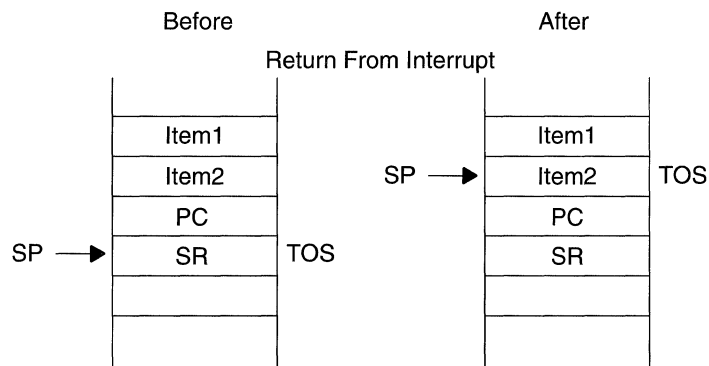 Before
After
Return From Interrupt
Item1
Item1
Item2
SP
Item2
TOS
PC
PC
SP
SR
TOS
SR